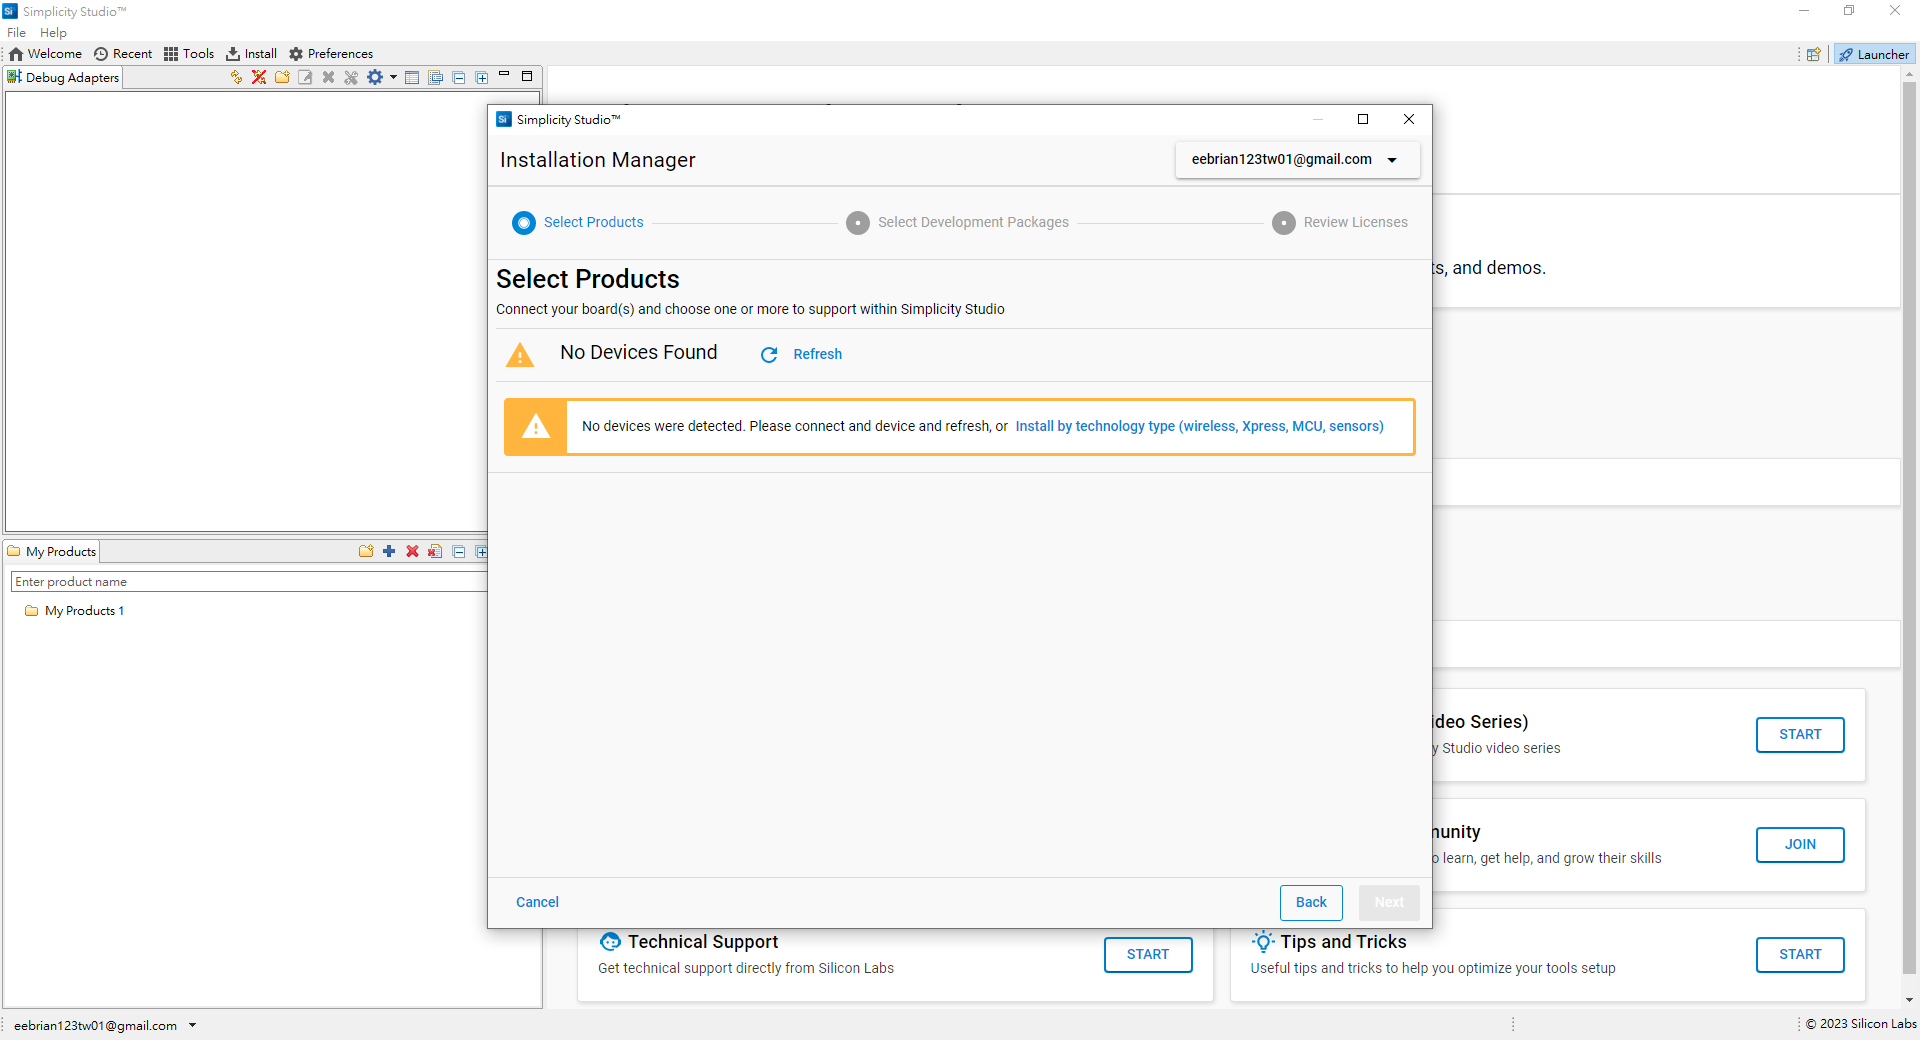 Simplicity Studio™
File Help
Welcome Recent Tools Install Preferences
Launcher
Debug Adapters
Simplicity Studio™
Installation Manager
eebrian123tw01@gmail.com
Select Products
Select Development Packages
Review Licenses
Select Products
Connect your board(s) and choose one or more to support within Simplicity Studio
No Devices Found
Refresh
No devices were detected. Please connect and device and refresh, or Install by technology type (wireless, Xpress, MCU, sensors)
Cancel
Back
Next
ts, and demos.
My Products
Enter product name
My Products 1
ideo Series)
y Studio video series
START
munity
o learn, get help, and grow their skills
JOIN
Technical Support
Get technical support directly from Silicon Labs
START
Tips and Tricks
Useful tips and tricks to help you optimize your tools setup
START
eebrian123tw01@gmail.com
© 2023 Silicon Labs